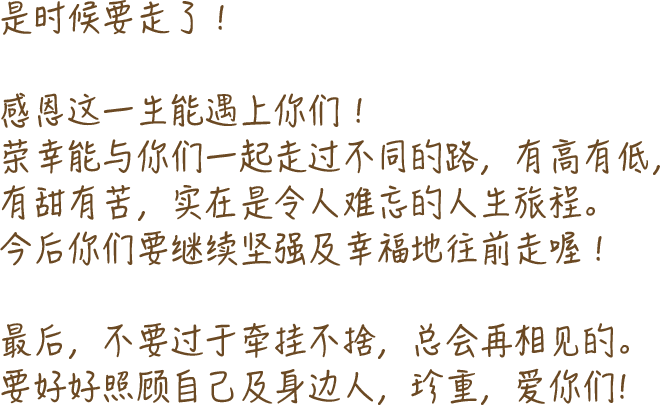 是时候要走了！
感恩这一生能遇上你们！
荣幸能与你们一起走过不同的路，有高有低，
有甜有苦，实在是令人难忘的人生旅程。
今后你们要继续坚强及幸福地往前走喔！
最后，不要过于牵挂不捨，总会再相见的。
要好好照顾自己及身边人，珍重，爱你们!